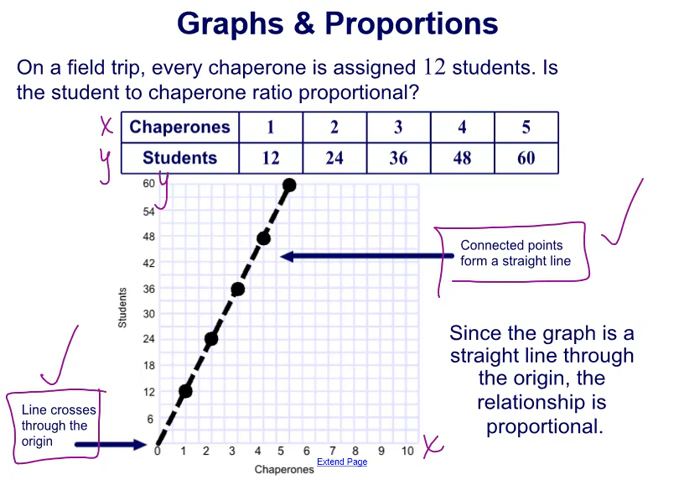 Graphs & Proportions
On a field trip, every chaperone is assigned 12 students. Is
the student to chaperone ratio proportional?
x Chaperones 1 2 3 4 5
y Students 12 24 36 48 60
y
60
54
48
42
36
30
24
18
12
6
Students
0 1 2 3 4 5 6 7 8 9 10
x
Chaperones
Extend Page
Connected points
form a straight line
Since the graph is a
straight line through
the origin, the
relationship is
proportional.
Line crosses
through the
origin